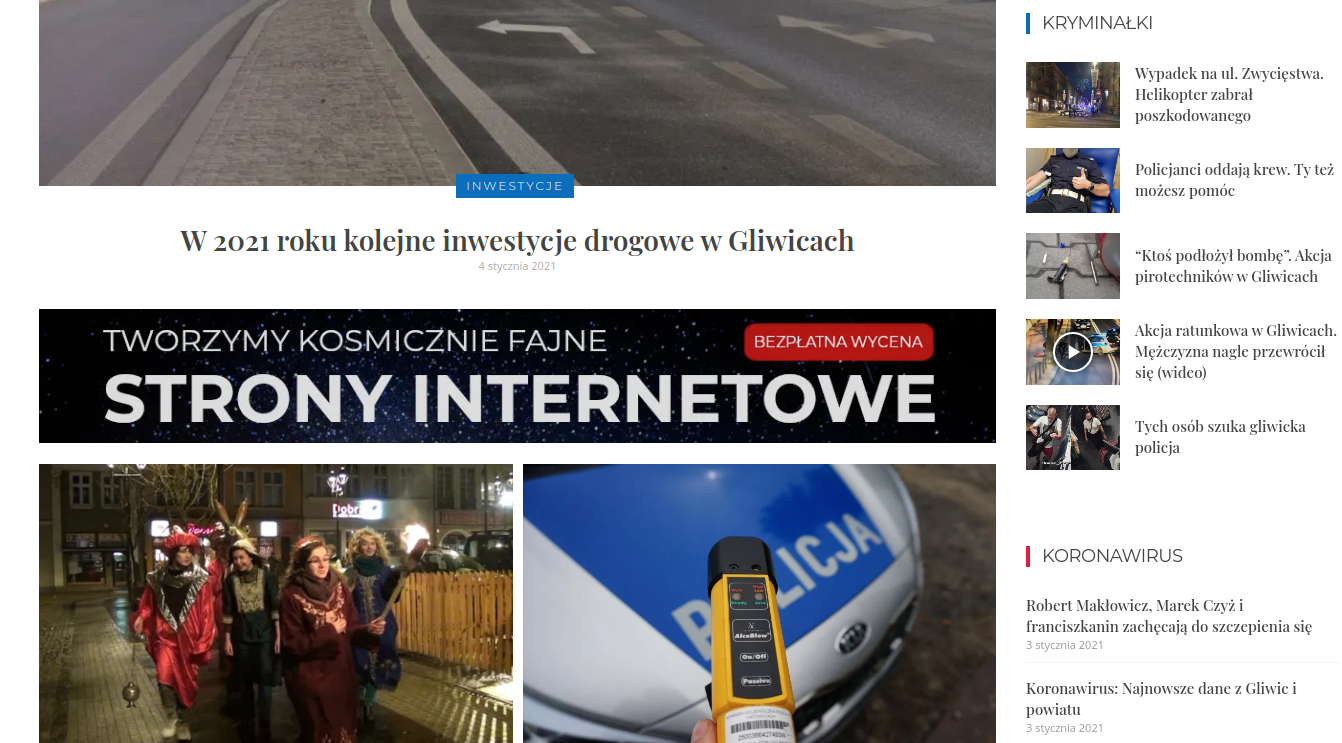 INWESTYCJE
W 2021 roku kolejne inwestycje drogowe w Gliwicach
4 stycznia 2021
TWORZYMY KOSMICZNIE FAJNE
BEZPŁATNA WYCENA
STRONY INTERNETOWE
Dobra
POLICJA
AlcoBlow
On/Off
Passive
KRYMINAŁKI
Wypadek na ul. Zwycięstwa.
Helikopter zabrał
poszkodowanego
Policjanci oddają krew. Ty też
możesz pomóc
“Ktoś podłożył bombę”. Akcja
pirotechników w Gliwicach
Akcja ratunkowa w Gliwicach.
Mężczyzna nagle przewrócił
się (wideo)
Tych osób szuka gliwicka
policja
KORONAWIRUS
Robert Makłowicz, Marek Czyż i
franciszkanin zachęcają do szczepienia się
3 stycznia 2021
Koronawirus: Najnowsze dane z Gliwic i
powiatu
3 stycznia 2021